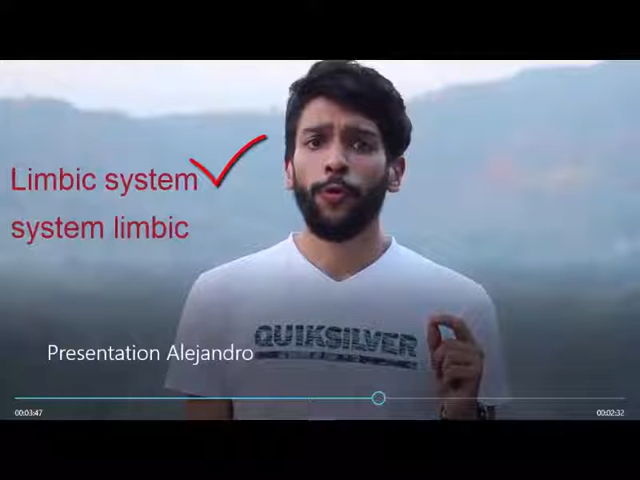 Limbic system
system limbic
QUIKSILVER
Presentation Alejandro
00:03:47
00:02:32